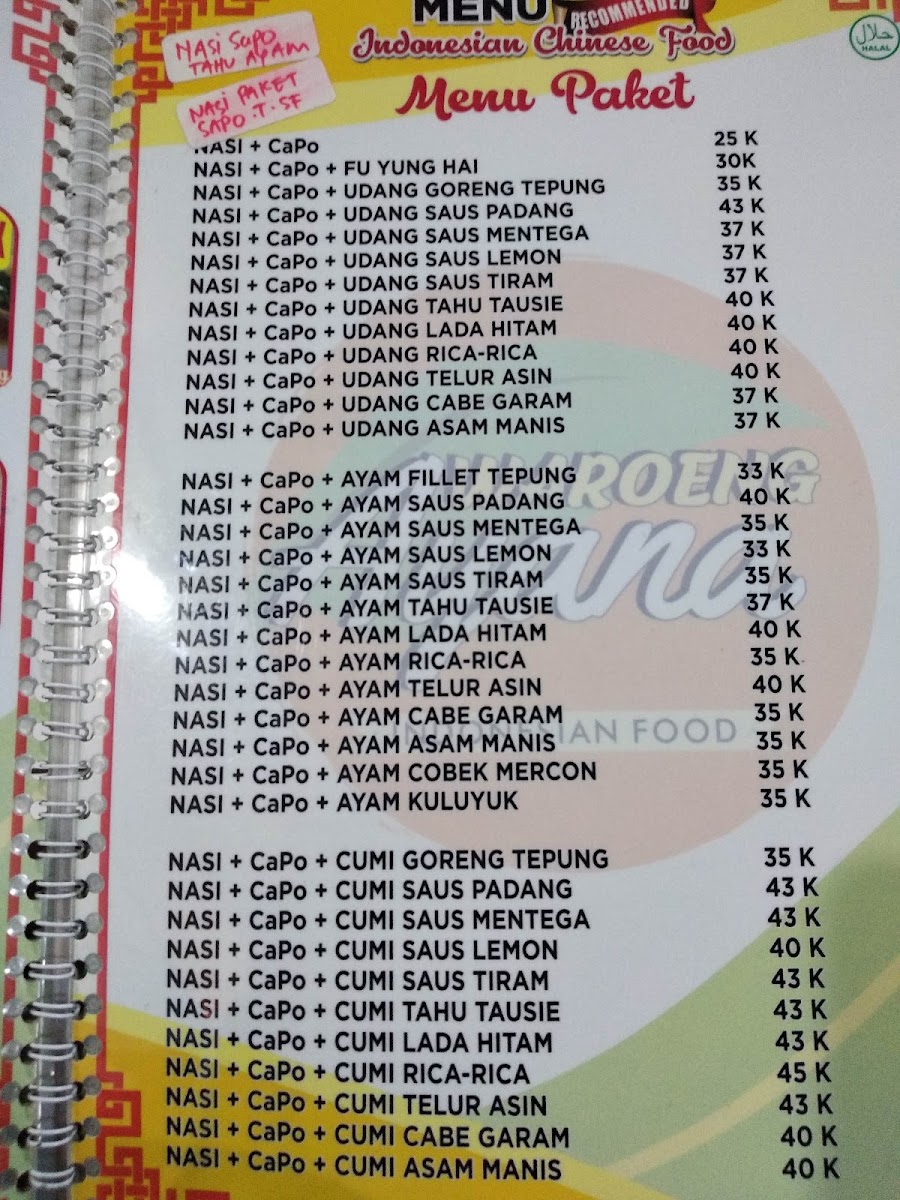 MENU
RECOMMENDED
Indonesian Chinese Food
حلال
HALAL
NASI SAPO
TAHU AYAM
NASI PAKET
SAPO.T.SF
Menu Paket
NASI + CaPo 25 K
NASI + CaPo + FU YUNG HAI 30K
NASI + CaPo + UDANG GORENG TEPUNG 35 K
NASI + CaPo + UDANG SAUS PADANG 43 K
NASI + CaPo + UDANG SAUS MENTEGA 37 K
NASI + CaPo + UDANG SAUS LEMON 37 K
NASI + CaPo + UDANG SAUS TIRAM 37 K
NASI + CaPo + UDANG TAHU TAUSIE 40 K
NASI + CaPo + UDANG LADA HITAM 40 K
NASI + CaPo + UDANG RICA-RICA 40 K
NASI + CaPo + UDANG TELUR ASIN 40 K
NASI + CaPo + UDANG CABE GARAM 37 K
NASI + CaPo + UDANG ASAM MANIS 37 K
NASI + CaPo + AYAM FILLET TEPUNG 33 K
NASI + CaPo + AYAM SAUS PADANG 40 K
NASI + CaPo + AYAM SAUS MENTEGA 35 K
NASI + CaPo + AYAM SAUS LEMON 33 K
NASI + CaPo + AYAM SAUS TIRAM 35 K
NASI + CaPo + AYAM TAHU TAUSIE 37 K
NASI + CaPo + AYAM LADA HITAM 40 K
NASI + CaPo + AYAM RICA-RICA 35 K
NASI + CaPo + AYAM TELUR ASIN 40 K
NASI + CaPo + AYAM CABE GARAM 35 K
NASI + CaPo + AYAM ASAM MANIS 35 K
NASI + CaPo + AYAM COBEK MERCON 35 K
NASI + CaPo + AYAM KULUYUK 35 K
NASI + CaPo + CUMI GORENG TEPUNG 35 K
NASI + CaPo + CUMI SAUS PADANG 43 K
NASI + CaPo + CUMI SAUS MENTEGA 43 K
NASI + CaPo + CUMI SAUS LEMON 40 K
NASI + CaPo + CUMI SAUS TIRAM 43 K
NASI + CaPo + CUMI TAHU TAUSIE 43 K
NASI + CaPo + CUMI LADA HITAM 43 K
NASI + CaPo + CUMI RICA-RICA 45 K
NASI + CaPo + CUMI TELUR ASIN 43 K
NASI + CaPo + CUMI CABE GARAM 40 K
NASI + CaPo + CUMI ASAM MANIS 40 K
WAROENG
Ayana
INDONESIAN FOOD